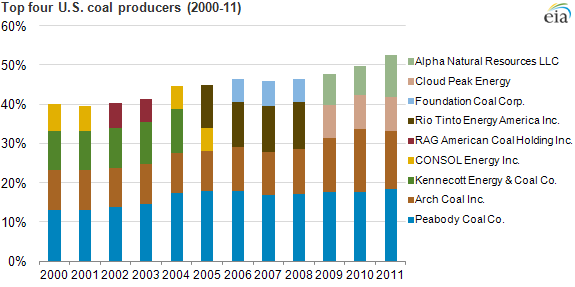 Top four U.S. coal producers (2000-11)
eia
60%
50%
40%
30%
20%
10%
0%
2000 2001 2002 2003 2004 2005 2006 2007 2008 2009 2010 2011
Alpha Natural Resources LLC
Cloud Peak Energy
Foundation Coal Corp.
Rio Tinto Energy America Inc.
RAG American Coal Holding Inc.
CONSOL Energy Inc.
Kennecott Energy & Coal Co.
Arch Coal Inc.
Peabody Coal Co.